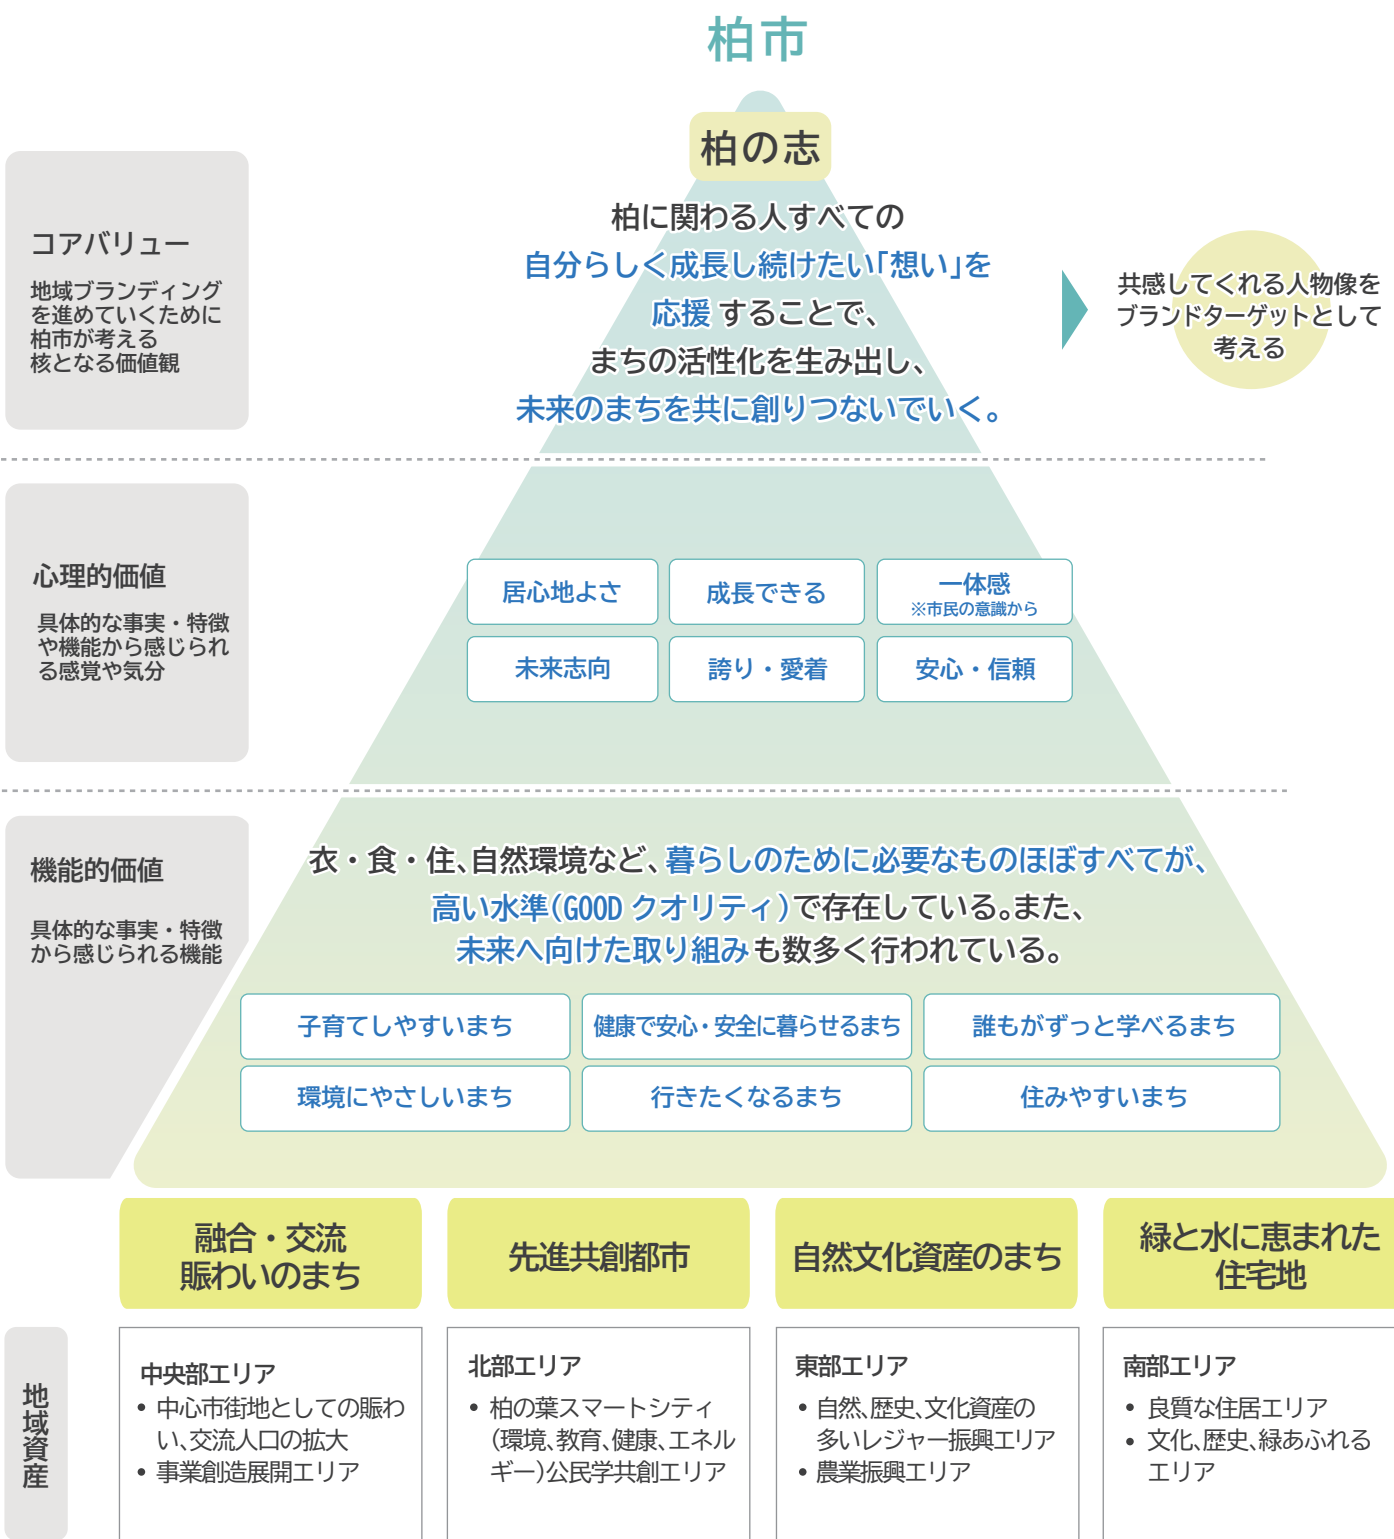 柏市
柏の志
コアバリュー
地域ブランディング
を進めていくために
柏市が考える
核となる価値観
柏に関わる人すべての
自分らしく成長し続けたい「想い」を
応援 することで、
まちの活性化を生み出し、
未来のまちを共に創りつないでいく。
共感してくれる人物像を
ブランドターゲットとして
考える
心理的価値
具体的な事実・特徴
や機能から感じられ
る感覚や気分
居心地よさ
成長できる
一体感
※市民の意識から
未来志向
誇り・愛着
安心・信頼
機能的価値
具体的な事実・特徴
から感じられる機能
衣・食・住、自然環境など、暮らしのために必要なものほぼすべてが、
高い水準(GOOD クオリティ)で存在している。また、
未来へ向けた取り組みも数多く行われている。
子育てしやすいまち
健康で安心・安全に暮らせるまち
誰もがずっと学べるまち
環境にやさしいまち
行きたくなるまち
住みやすいまち
融合・交流
賑わいのまち
先進共創都市
自然文化資産のまち
緑と水に恵まれた
住宅地
地域資産
中央部エリア
• 中心市街地としての賑わ
い、交流人口の拡大
• 事業創造展開エリア
北部エリア
• 柏の葉スマートシティ
(環境、教育、健康、エネル
ギー)公民学共創エリア
東部エリア
• 自然、歴史、文化資産の
多いレジャー振興エリア
• 農業振興エリア
南部エリア
• 良質な住居エリア
• 文化、歴史、緑あふれる
エリア